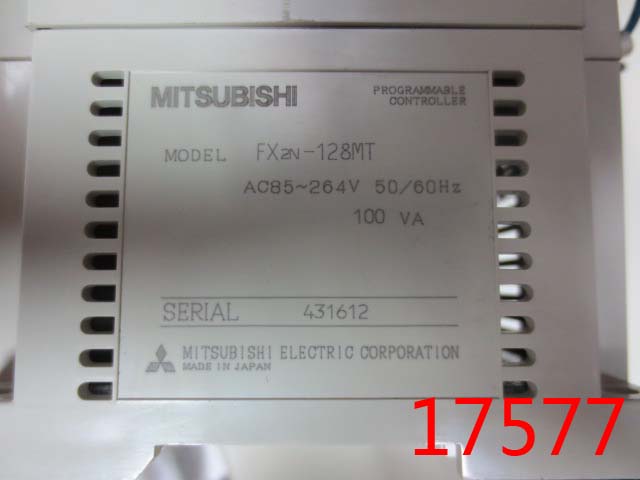 MITSUBISHI
PROGRAMMABLE
CONTROLLER
MODEL FX2N-128MT
AC85~264V 50/60Hz
100 VA
SERIAL 431612
MITSUBISHI ELECTRIC CORPORATION
MADE IN JAPAN
17577